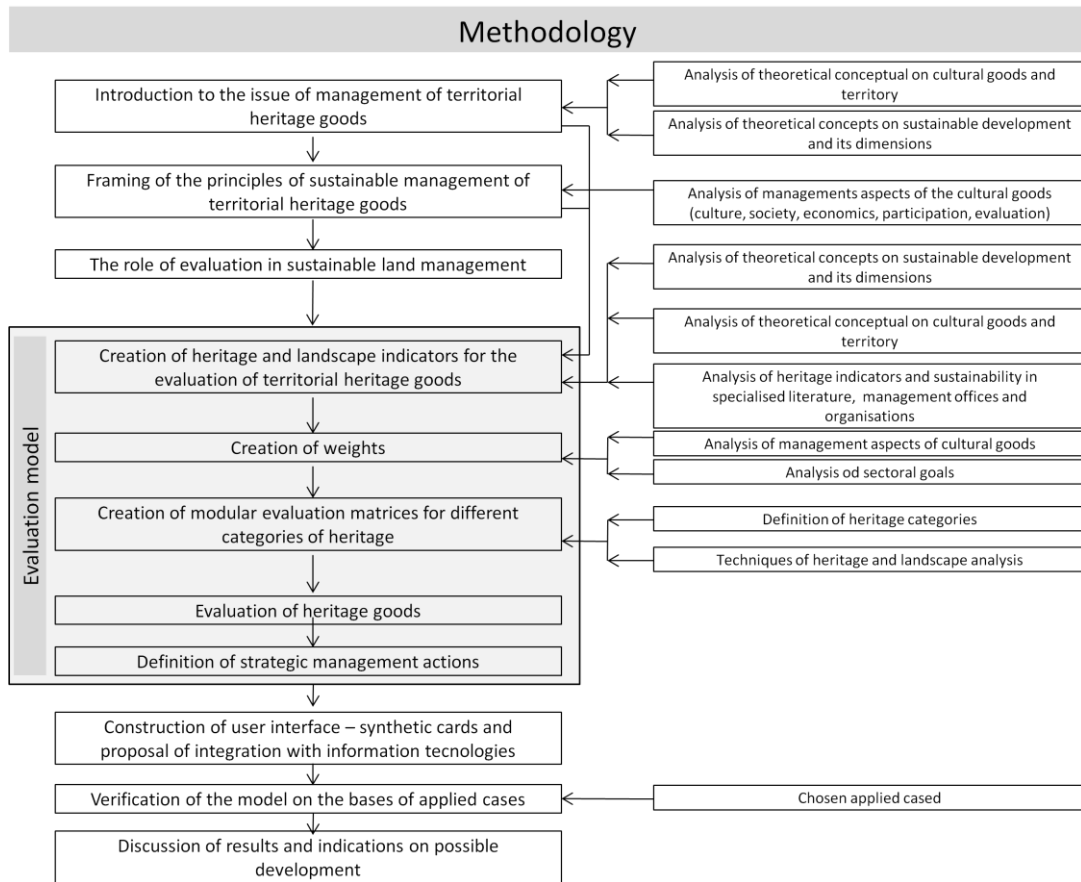 Methodology
Introduction to the issue of management of territorial
heritage goods
Framing of the principles of sustainable management of
territorial heritage goods
The role of evaluation in sustainable land management
Evaluation model
Creation of heritage and landscape indicators for the
evaluation of territorial heritage goods
Creation of weights
Creation of modular evaluation matrices for different
categories of heritage
Evaluation of heritage goods
Definition of strategic management actions
Construction of user interface – synthetic cards and
proposal of integration with information tecnologies
Verification of the model on the bases of applied cases
Discussion of results and indications on possible
development
Analysis of theoretical conceptual on cultural goods and
territory
Analysis of theoretical concepts on sustainable development
and its dimensions
Analysis of managements aspects of the cultural goods
(culture, society, economics, participation, evaluation)
Analysis of theoretical concepts on sustainable development
and its dimensions
Analysis of theoretical conceptual on cultural goods and
territory
Analysis of heritage indicators and sustainability in
specialised literature, management offices and
organisations
Analysis of management aspects of cultural goods
Analysis od sectoral goals
Definition of heritage categories
Techniques of heritage and landscape analysis
Chosen applied cased